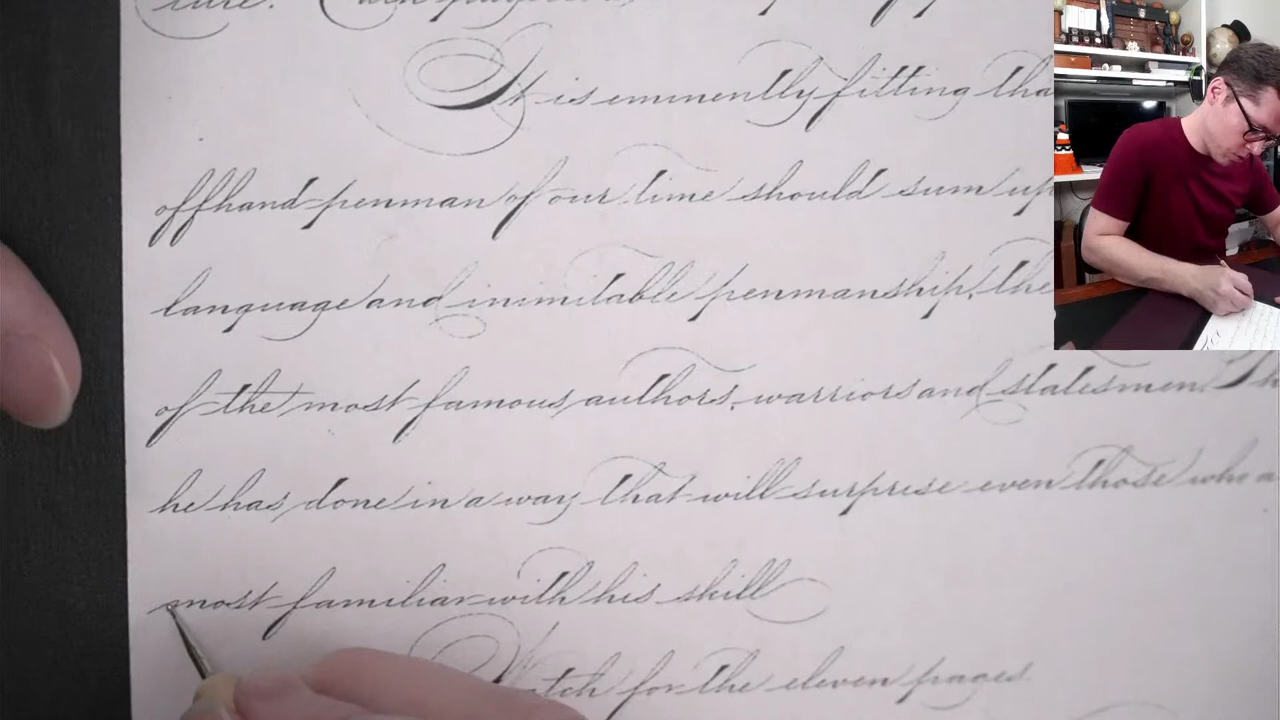 ture.
It is eminently fitting tha
offhand penman of our time should sum up
language and inimitable penmanship, the
of the most famous authors, warriors and statesmen. Th
he has done in a way that will surprise even those who a
most familiar with his skill
Watch for the eleven pages